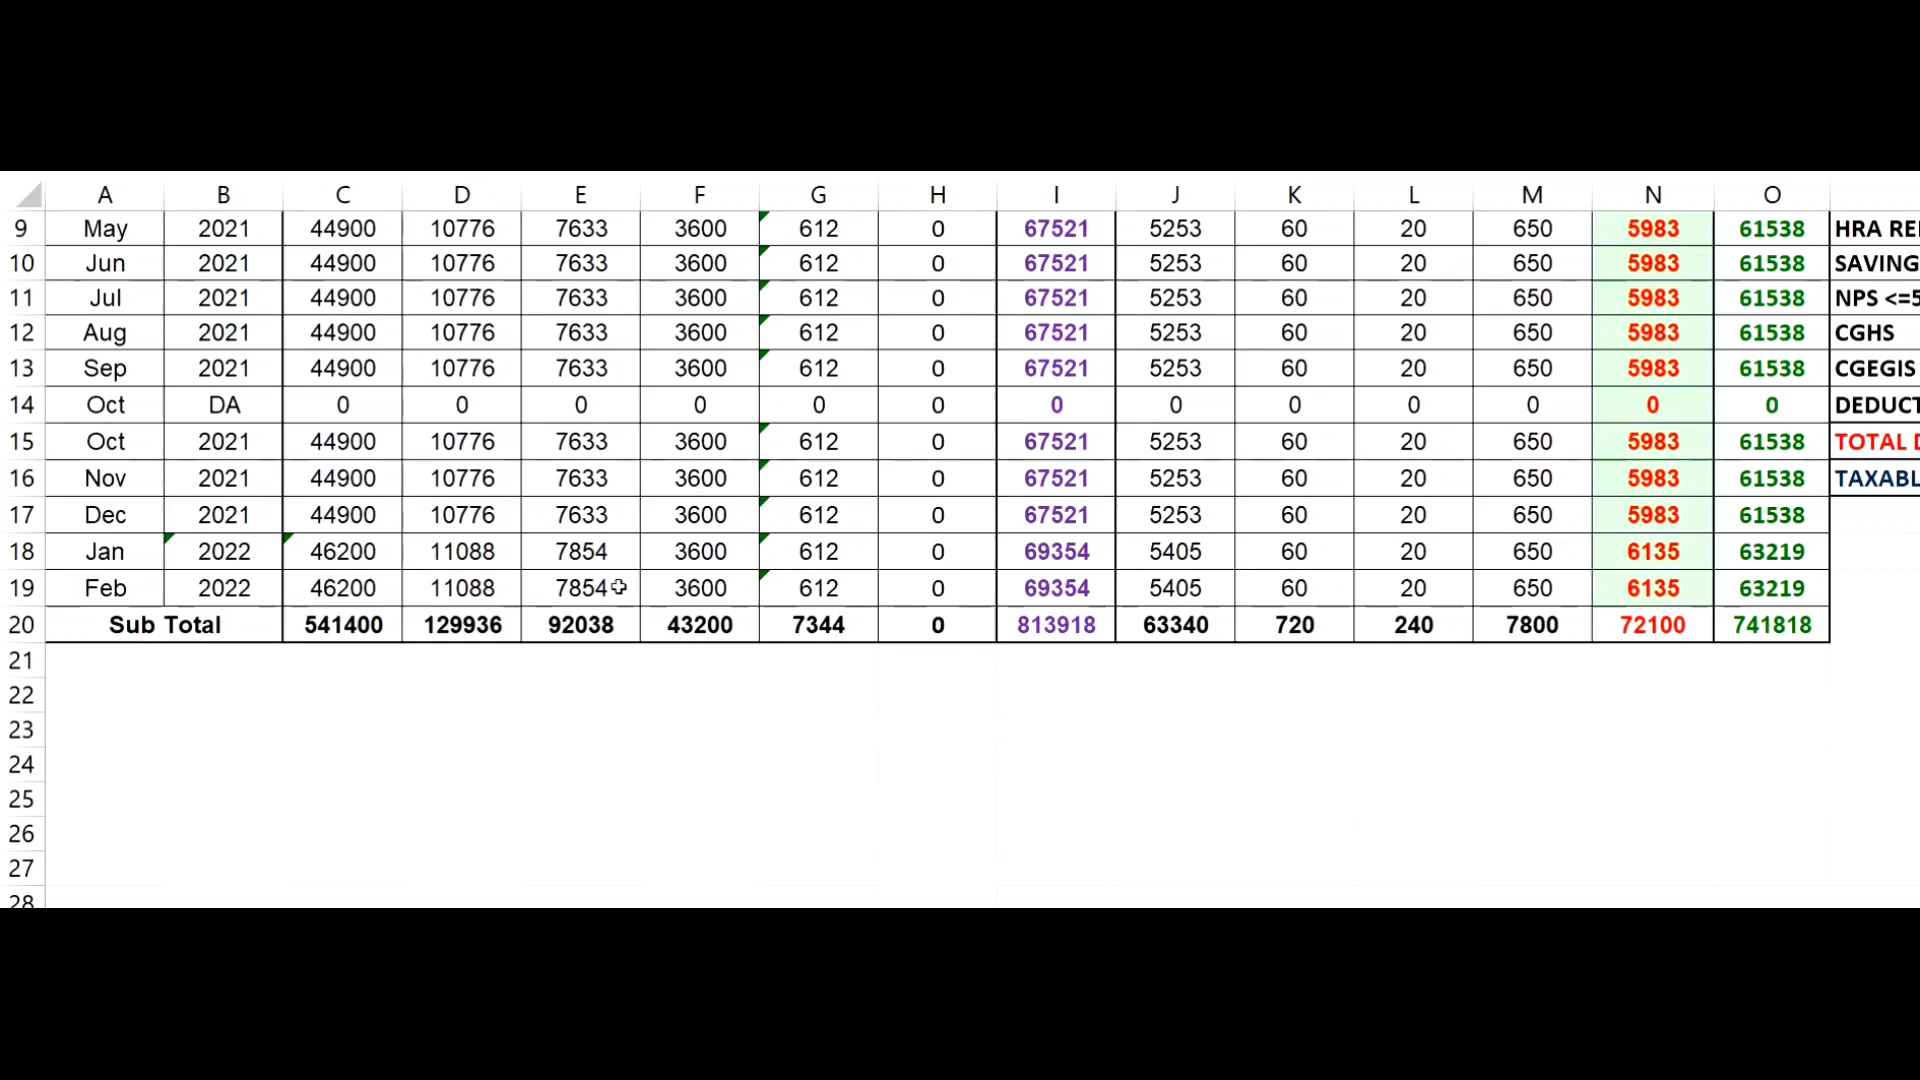 A B C D E F G H I J K L M N O
9 May 2021 44900 10776 7633 3600 612 0 67521 5253 60 20 650 5983 61538 HRA RE
10 Jun 2021 44900 10776 7633 3600 612 0 67521 5253 60 20 650 5983 61538 SAVING
11 Jul 2021 44900 10776 7633 3600 612 0 67521 5253 60 20 650 5983 61538 NPS <=5
12 Aug 2021 44900 10776 7633 3600 612 0 67521 5253 60 20 650 5983 61538 CGHS
13 Sep 2021 44900 10776 7633 3600 612 0 67521 5253 60 20 650 5983 61538 CGEGIS
14 Oct DA 0 0 0 0 0 0 0 0 0 0 0 0 0 DEDUCT
15 Oct 2021 44900 10776 7633 3600 612 0 67521 5253 60 20 650 5983 61538 TOTAL D
16 Nov 2021 44900 10776 7633 3600 612 0 67521 5253 60 20 650 5983 61538 TAXABL
17 Dec 2021 44900 10776 7633 3600 612 0 67521 5253 60 20 650 5983 61538
18 Jan 2022 46200 11088 7854 3600 612 0 69354 5405 60 20 650 6135 63219
19 Feb 2022 46200 11088 7854 3600 612 0 69354 5405 60 20 650 6135 63219
20 Sub Total 541400 129936 92038 43200 7344 0 813918 63340 720 240 7800 72100 741818
21
22
23
24
25
26
27
28